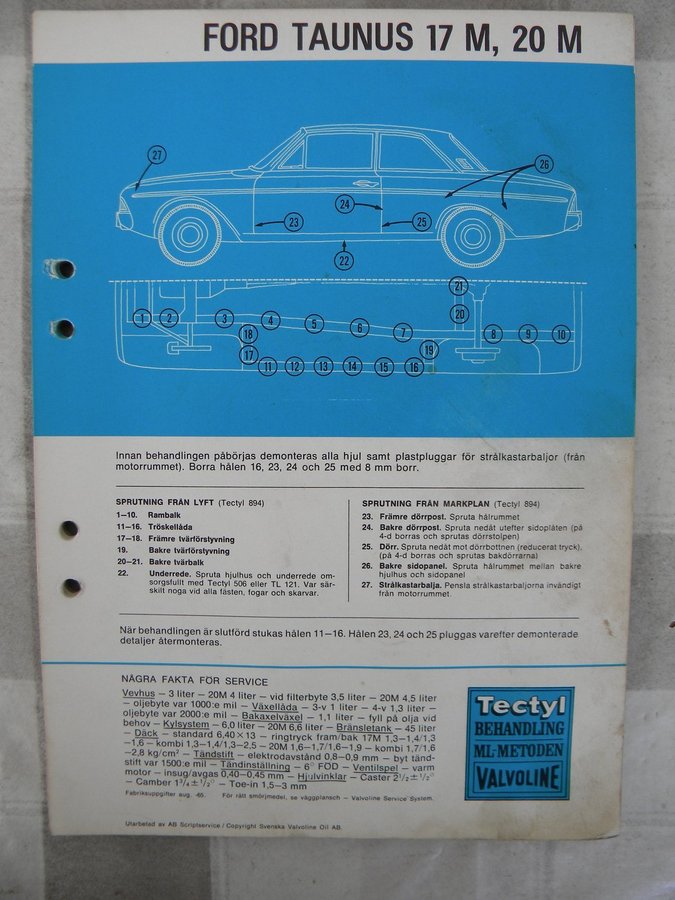 FORD TAUNUS 17 M, 20 M
27
26
24
23
25
22
21
1
2
3
4
5
6
7
20
8
9
10
18
17
19
11
12
13
14
15
16
Innan behandlingen påbörjas demonteras alla hjul samt plastpluggar för strålkastarbaljor (från
motorrummet). Borra hålen 16, 23, 24 och 25 med 8 mm borr.
SPRUTNING FRÅN LYFT (Tectyl 894)
1—10. Rambalk
11—16. Tröskellåda
17—18. Främre tvärförstyvning
19. Bakre tvärförstyvning
20—21. Bakre tvärbalk
22. Underrede. Spruta hjulhus och underrede om-
sorgsfullt med Tectyl 506 eller TL 121. Var sär-
skilt noga vid alla fästen, fogar och skarvar.
SPRUTNING FRÅN MARKPLAN (Tectyl 894)
23. Främre dörrpost. Spruta hålrummet
24. Bakre dörrpost. Spruta nedåt utefter sidoplåten (på
4-d borras och sprutas dörrstolpen)
25. Dörr. Spruta nedåt mot dörrbottnen (reducerat tryck).
(på 4-d borras och sprutas bakdörrarna)
26. Bakre sidopanel. Spruta hålrummet mellan bakre
hjulhus och sidopanel
27. Strålkastarbalja. Pensla strålkastarbaljorna invändigt
från motorrummet.
När behandlingen är slutförd stukas hålen 11—16. Hålen 23, 24 och 25 pluggas varefter demonterade
detaljer återmonteras.
NÅGRA FAKTA FÖR SERVICE
Vevhus — 3 liter — 20M 4 liter — vid filterbyte 3,5 liter — 20M 4,5 liter
— oljebyte var 1000:e mil — Växellåda — 3-v 1 liter — 4-v 1,3 liter —
oljebyte var 2000:e mil — Bakaxelväxel — 1,1 liter — fyll på olja vid
behov — Kylsystem — 6,0 liter — 20M 6,6 liter — Bränsletank — 45 liter
— Däck — standard 6,40×13 — ringtryck fram/bak 17M 1,3—1,4/1,3
—1,6 — kombi 1,3—1,4/1,3—2,5 — 20M 1,6—1,7/1,6—1,9 — kombi 1,7/1,6
—2,8 kg/cm² — Tändstift — elektrodavstånd 0,8—0,9 mm — byt tänd-
stift var 1500:e mil — Tändinställning — 6° FÖD — Ventilspel — varm
motor — insug/avgas 0,40—0,45 mm — Hjulvinklar — Caster 2½±½°
— Camber 1¾±½° — Toe-in 1,5—3 mm
Fabriksuppgifter aug. 65. För rätt smörjmedel, se väggplansch — Valvoline Service System.
Utarbetad av AB Scriptservice / Copyright Svenska Valvoline Oil AB.
Tectyl
BEHANDLING
ML-METODEN
VALVOLINE